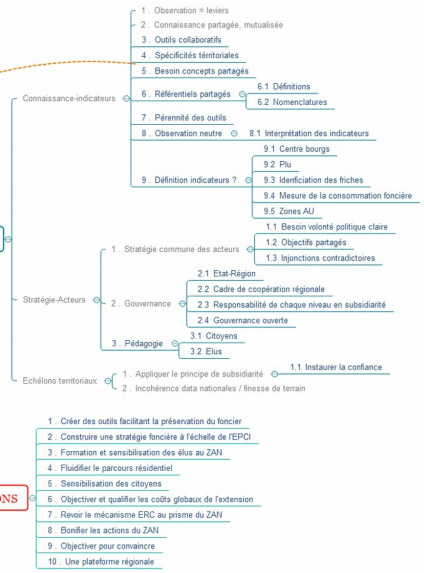 1 . Observation = leviers
2 . Connaissance partagée, mutualisée
3 . Outils collaboratifs
4 . Spécificités térritoriales
5 . Besoin concepts partagés
Connaissance-indicateurs
6 . Référentiels partagés
6.1 Définitions
6.2 Nomenclatures
7 . Pérennité des outils
8 . Observation neutre
8.1 Interprétation des indicateurs
9 . Définition indicateurs ?
9.1 Centre bourgs
9.2 Plu
9.3 Idenficiation des friches
9.4 Mesure de la consommation foncière
9.5 Zones AU
Stratégie-Acteurs
1 . Stratégie commune des acteurs
1.1 Besoin volonté politique claire
1.2 Objectifs partagés
1.3 Injonctions contradictoires
2 . Gouvernance
2.1 Etat-Région
2.2 Cadre de coopération régionale
2.3 Responsabilité de chaque niveau en subsidiarité
2.4 Gouvernance ouverte
3 . Pédagogie
3.1 Citoyens
3.2 Elus
Echélons territoriaux
1 . Appliquer le principe de subsidiarité
1.1 Instaurer la confiance
2 . Incohérence data nationales / finesse de terrain
ONS
1 . Créer des outils facilitant la préservation du foncier
2 . Construire une stratégie foncière à l'échelle de l'EPCI
3 . Formation et sensibilisation des élus au ZAN
4 . Fluidifier le parcours résidentiel
5 . Sensibilisation des citoyens
6 . Objectiver et qualifier les coûts globaux de l'extension
7 . Revoir le mécanisme ERC au prisme du ZAN
8 . Bonifier les actions du ZAN
9 . Objectiver pour convaincre
10 . Une plateforme régionale